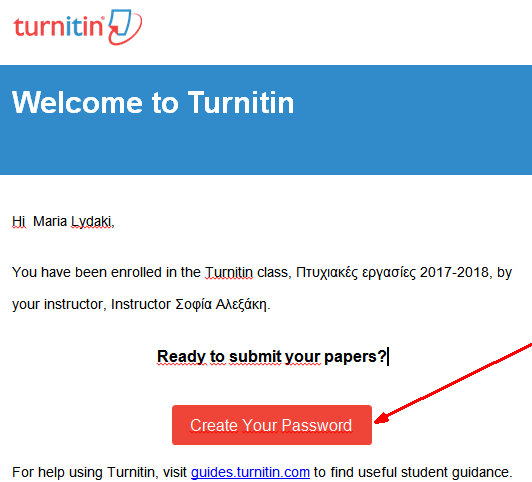 turnitin
Welcome to Turnitin
Hi  Maria Lydaki,
You have been enrolled in the Turnitin class, Πτυχιακές εργασίες 2017-2018, by
your instructor, Instructor Σοφία Αλεξάκη.
Ready to submit your papers?
Create Your Password
For help using Turnitin, visit guides.turnitin.com to find useful student guidance.